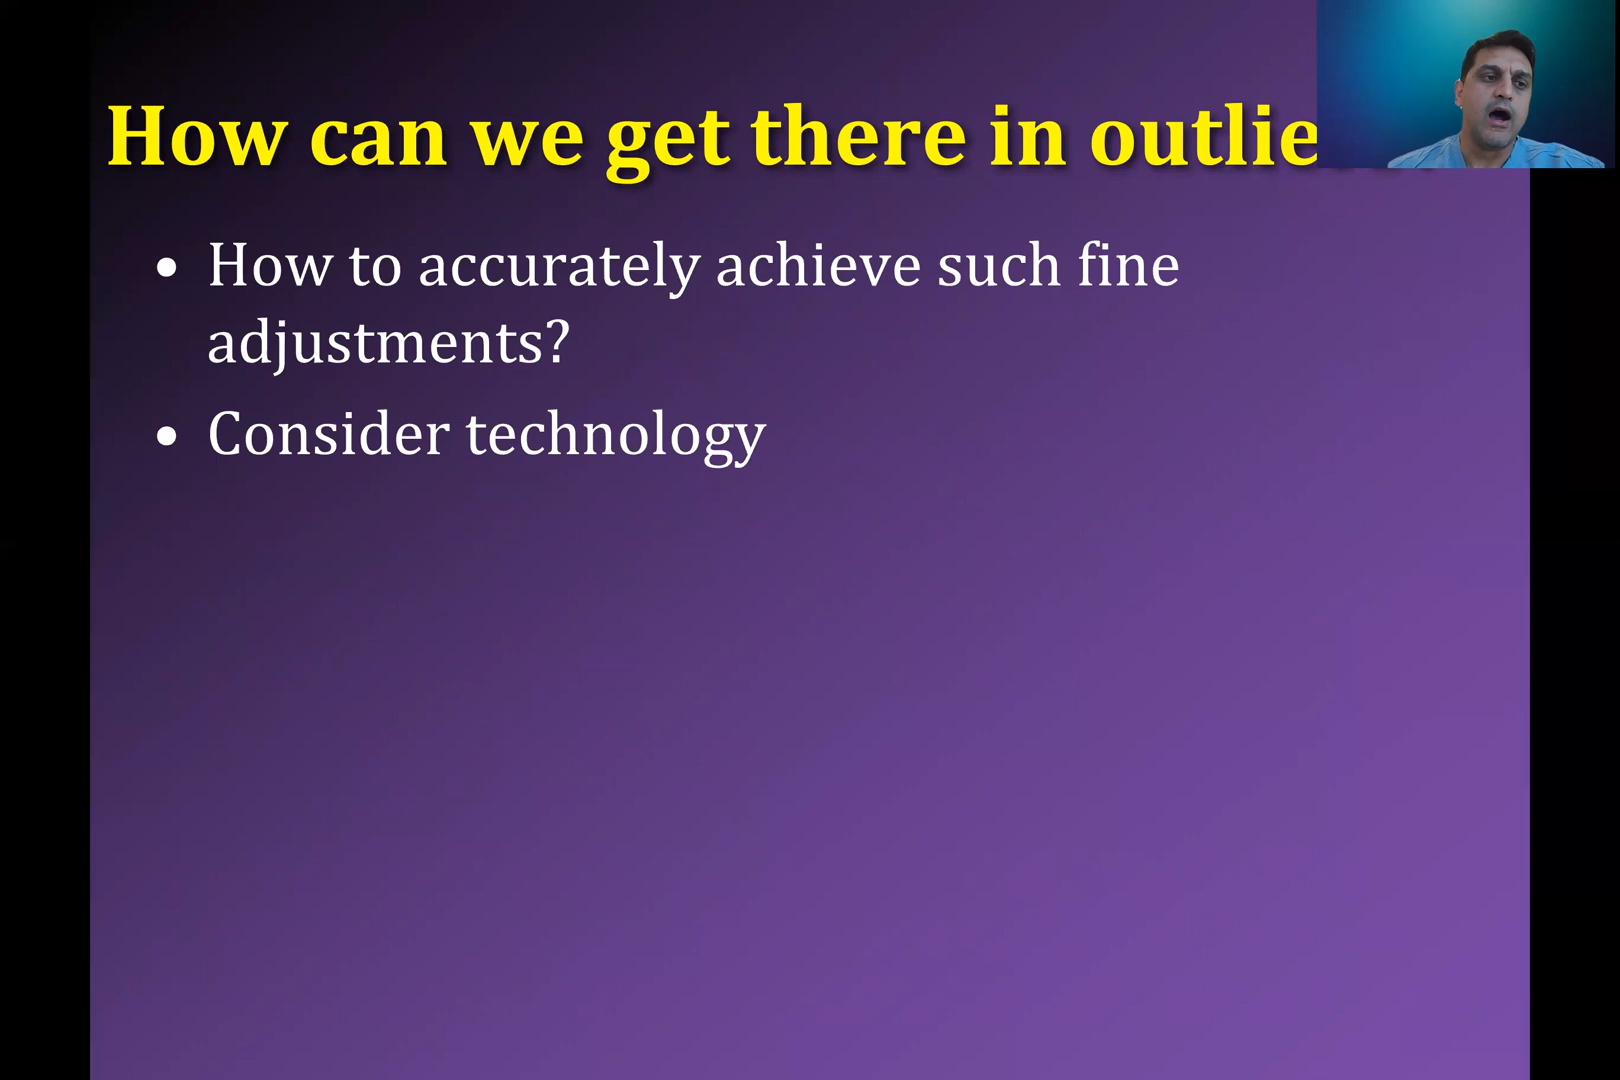 How can we get there in outlie
• How to accurately achieve such fine
adjustments?
• Consider technology